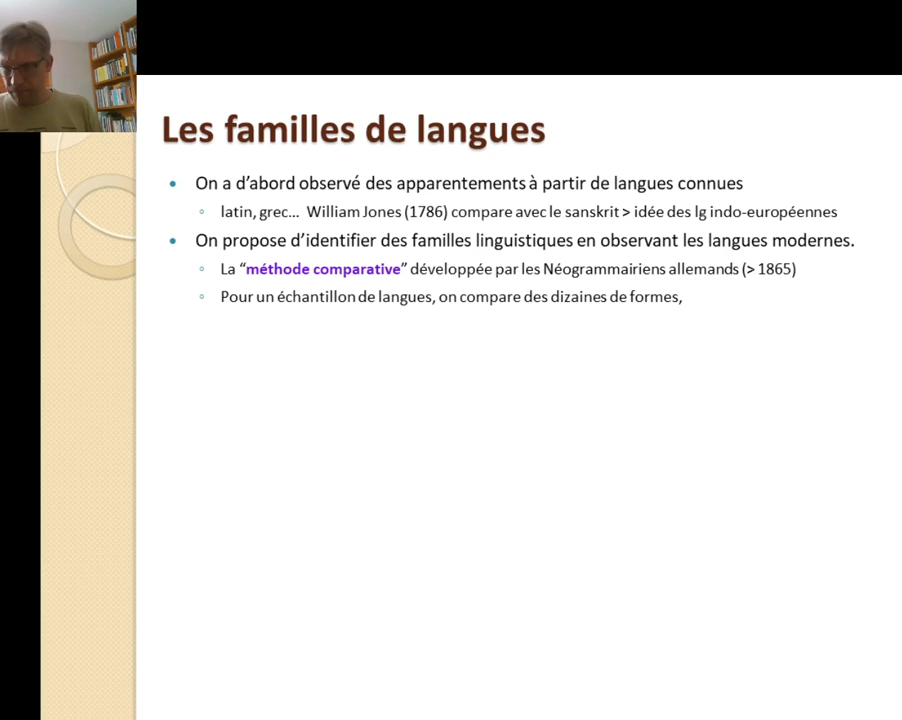 Les familles de langues
On a d’abord observé des apparentements à partir de langues connues
latin, grec... William Jones (1786) compare avec le sanskrit > idée des lg indo-européennes
On propose d’identifier des familles linguistiques en observant les langues modernes.
La “méthode comparative” développée par les Néogrammairiens allemands (> 1865)
Pour un échantillon de langues, on compare des dizaines de formes,